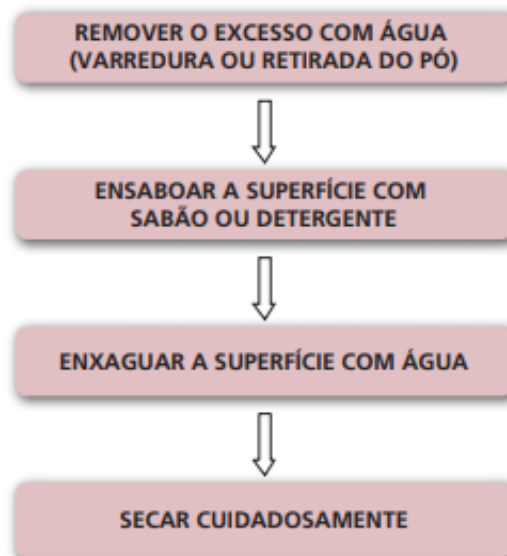 REMOVER O EXCESSO COM ÁGUA
(VARREDURA OU RETIRADA DO PÓ)
ENSABOAR A SUPERFÍCIE COM
SABÃO OU DETERGENTE
ENXAGUAR A SUPERFÍCIE COM ÁGUA
SECAR CUIDADOSAMENTE